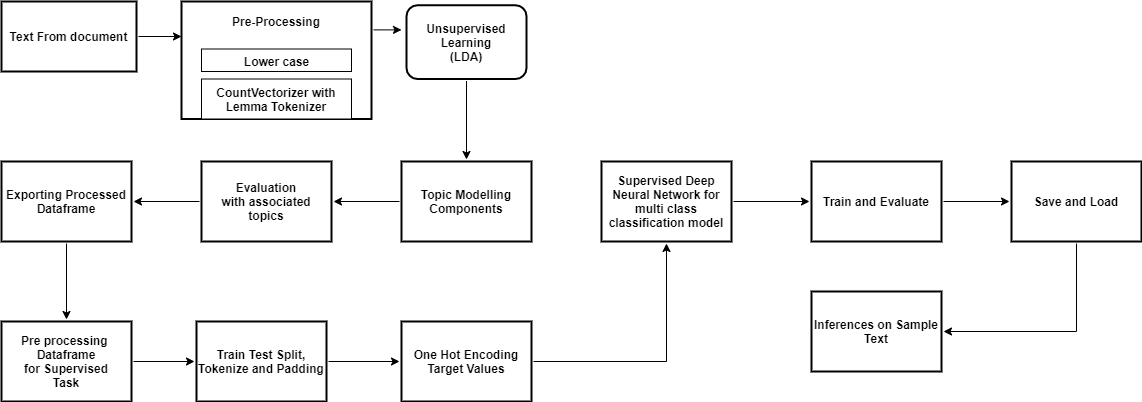 Text From document
Pre-Processing
Lower case
CountVectorizer with
Lemma Tokenizer
Unsupervised
Learning
(LDA)
Topic Modelling
Components
Evaluation
with associated
topics
Exporting Processed
Dataframe
Pre processing
Dataframe
for Supervised
Task
Train Test Split,
Tokenize and Padding
One Hot Encoding
Target Values
Supervised Deep
Neural Network for
multi class
classification model
Train and Evaluate
Save and Load
Inferences on Sample
Text